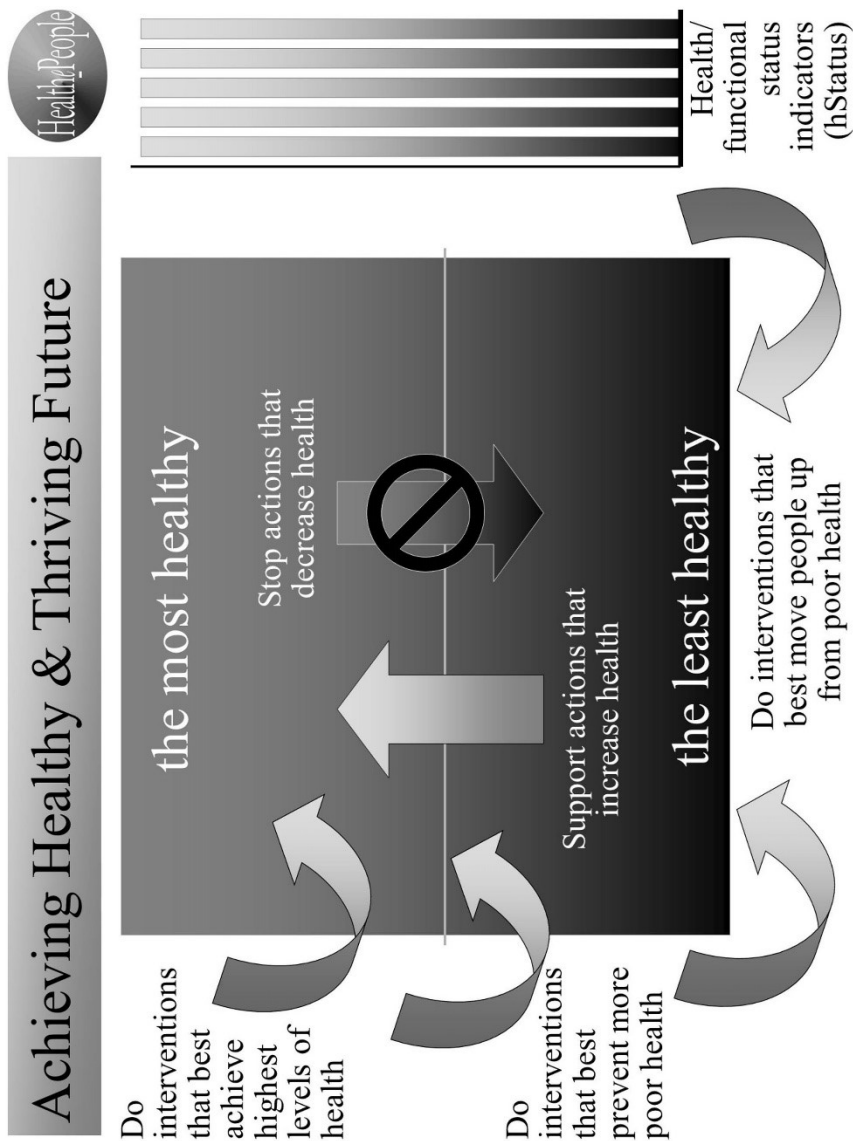 Achieving Healthy & Thriving Future
HealthePeople
Do
interventions
that best
achieve
highest
levels of
health
Do
interventions
that best
prevent more
poor health
the most healthy
Stop actions that
decrease health
Support actions that
increase health
the least healthy
Do interventions that
best move people up
from poor health
Health/
functional
status
indicators
(hStatus)